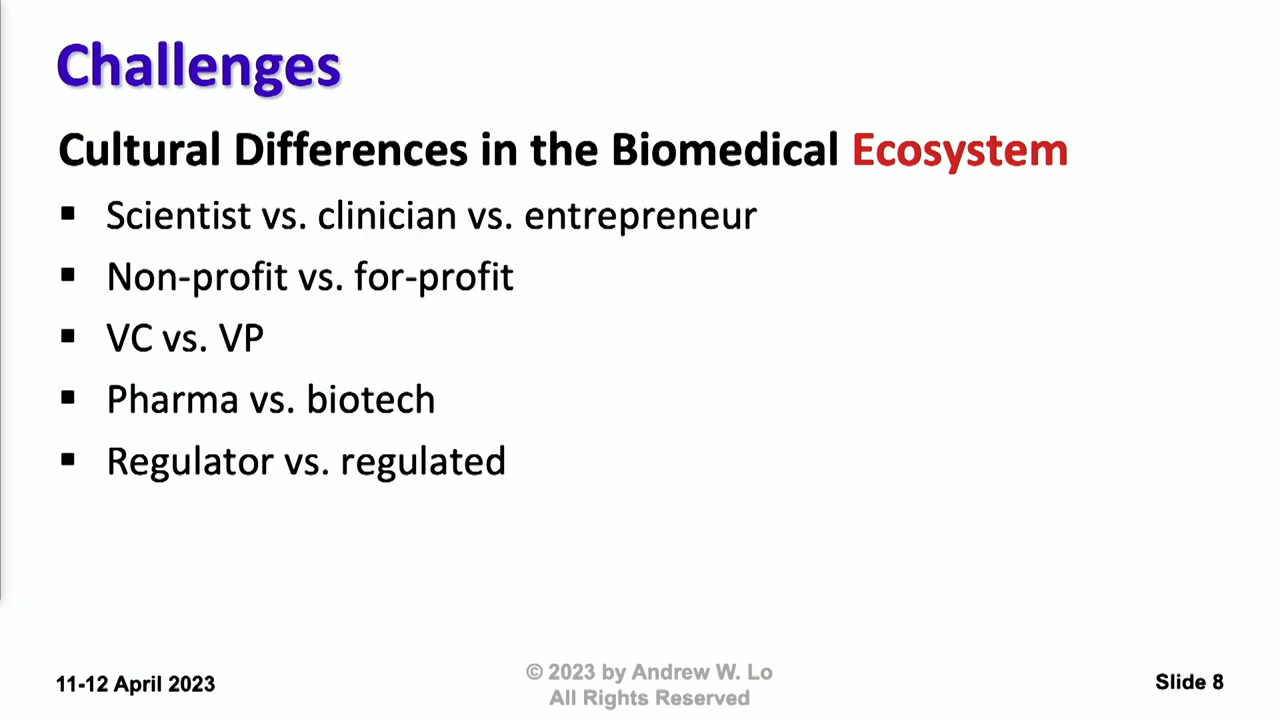 Challenges
Cultural Differences in the Biomedical Ecosystem
▪ Scientist vs. clinician vs. entrepreneur
▪ Non-profit vs. for-profit
▪ VC vs. VP
▪ Pharma vs. biotech
▪ Regulator vs. regulated
11-12 April 2023
© 2023 by Andrew W. Lo
All Rights Reserved
Slide 8